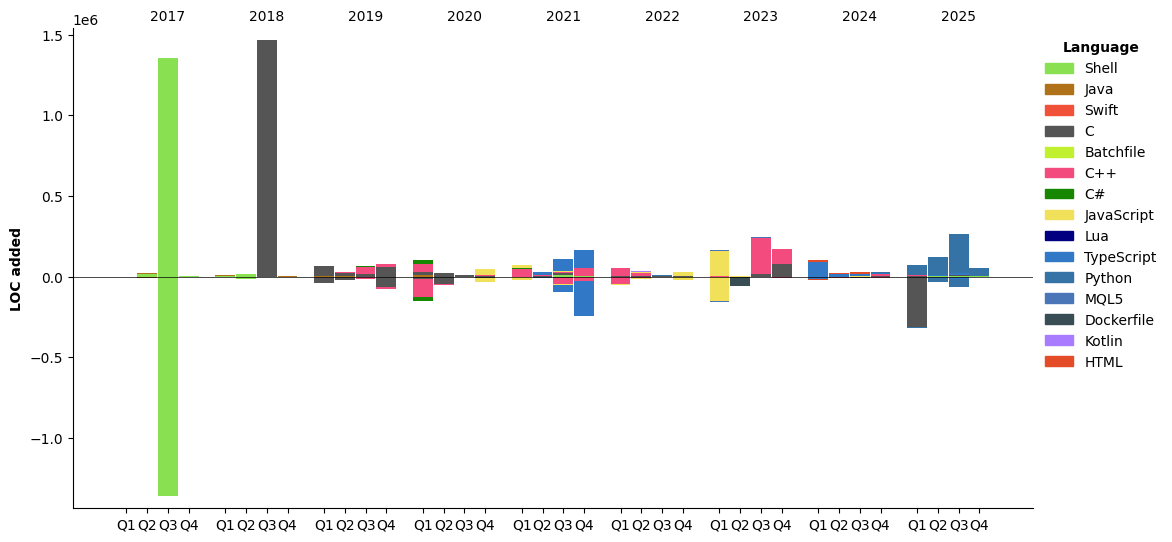 1e6
2017 2018 2019 2020 2021 2022 2023 2024 2025
1.5
1.0
0.5
0.0
−0.5
−1.0
LOC added
Q1 Q2 Q3 Q4 Q1 Q2 Q3 Q4 Q1 Q2 Q3 Q4 Q1 Q2 Q3 Q4 Q1 Q2 Q3 Q4 Q1 Q2 Q3 Q4 Q1 Q2 Q3 Q4 Q1 Q2 Q3 Q4 Q1 Q2 Q3 Q4
Language
Shell
Java
Swift
C
Batchfile
C++
C#
JavaScript
Lua
TypeScript
Python
MQL5
Dockerfile
Kotlin
HTML